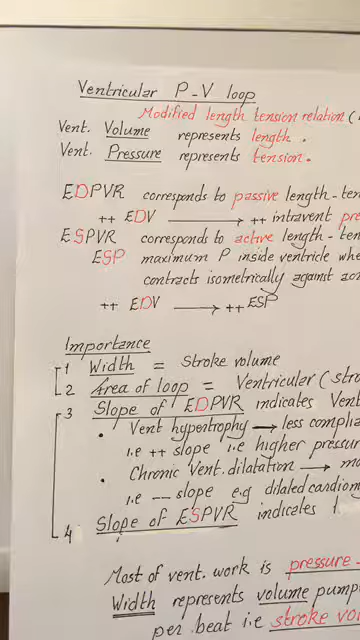 Ventricular P-V loop
Modified length tension relation (
Vent. Volume represents length.
Vent. Pressure represents tension.
EDPVR corresponds to passive length-ten
++ EDV → ++ intravent pre
ESPVR corresponds to active length-ten
ESP maximum P inside ventricle whe
contracts isometrically against aor
++ EDV → ++ ESP
Importance
1 Width = Stroke volume
2 Area of loop = Ventricular (stro
3 Slope of EDPVR indicates Vent
• Vent hypertrophy → less complia
i.e ++ slope i.e higher pressur
• Chronic Vent. dilatation → mo
i.e -- slope e.g dilated cardiom
4 Slope of ESPVR indicates
Most of vent. work is pressure -
Width represents volume pump
per beat i.e stroke vo